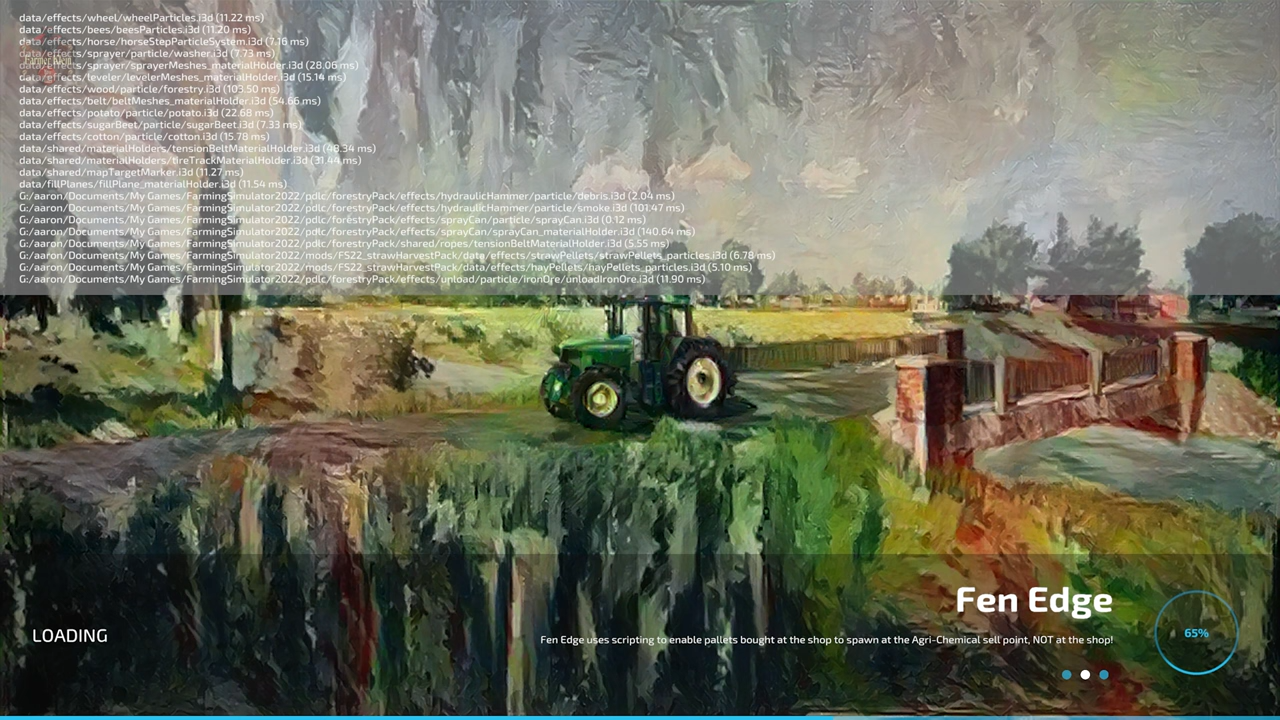 data/effects/wheel/wheelParticles.i3d (11.22 ms)
data/effects/bees/beesParticles.i3d (11.20 ms)
data/effects/horse/horseStepParticleSystem.i3d (7.16 ms)
data/effects/sprayer/particle/washer.i3d (7.73 ms)
data/effects/sprayer/sprayerMeshes_materialHolder.i3d (28.06 ms)
data/effects/leveler/levelerMeshes_materialHolder.i3d (15.14 ms)
data/effects/wood/particle/forestry.i3d (103.50 ms)
data/effects/belt/beltMeshes_materialHolder.i3d (54.66 ms)
data/effects/potato/particle/potato.i3d (22.68 ms)
data/effects/sugarBeet/particle/sugarBeet.i3d (7.33 ms)
data/effects/cotton/particle/cotton.i3d (15.78 ms)
data/shared/materialHolders/tensionBeltMaterialHolder.i3d (48.34 ms)
data/shared/materialHolders/tireTrackMaterialHolder.i3d (31.44 ms)
data/shared/mapTargetMarker.i3d (11.27 ms)
data/fillPlanes/fillPlane_materialHolder.i3d (11.54 ms)
G:/aaron/Documents/My Games/FarmingSimulator2022/pdlc/forestryPack/effects/hydraulicHammer/particle/debris.i3d (2.04 ms)
G:/aaron/Documents/My Games/FarmingSimulator2022/pdlc/forestryPack/effects/hydraulicHammer/particle/smoke.i3d (101.47 ms)
G:/aaron/Documents/My Games/FarmingSimulator2022/pdlc/forestryPack/effects/sprayCan/particle/sprayCan.i3d (0.12 ms)
G:/aaron/Documents/My Games/FarmingSimulator2022/pdlc/forestryPack/effects/sprayCan/sprayCan_materialHolder.i3d (140.64 ms)
G:/aaron/Documents/My Games/FarmingSimulator2022/pdlc/forestryPack/shared/ropes/tensionBeltMaterialHolder.i3d (5.55 ms)
G:/aaron/Documents/My Games/FarmingSimulator2022/mods/FS22_strawHarvestPack/data/effects/strawPellets/strawPellets_particles.i3d (6.78 ms)
G:/aaron/Documents/My Games/FarmingSimulator2022/mods/FS22_strawHarvestPack/data/effects/hayPellets/hayPellets_particles.i3d (5.10 ms)
G:/aaron/Documents/My Games/FarmingSimulator2022/pdlc/forestryPack/effects/unload/particle/ironOre/unloadIronOre.i3d (11.90 ms)
Fen Edge
LOADING
Fen Edge uses scripting to enable pallets bought at the shop to spawn at the Agri-Chemical sell point, NOT at the shop!
65%